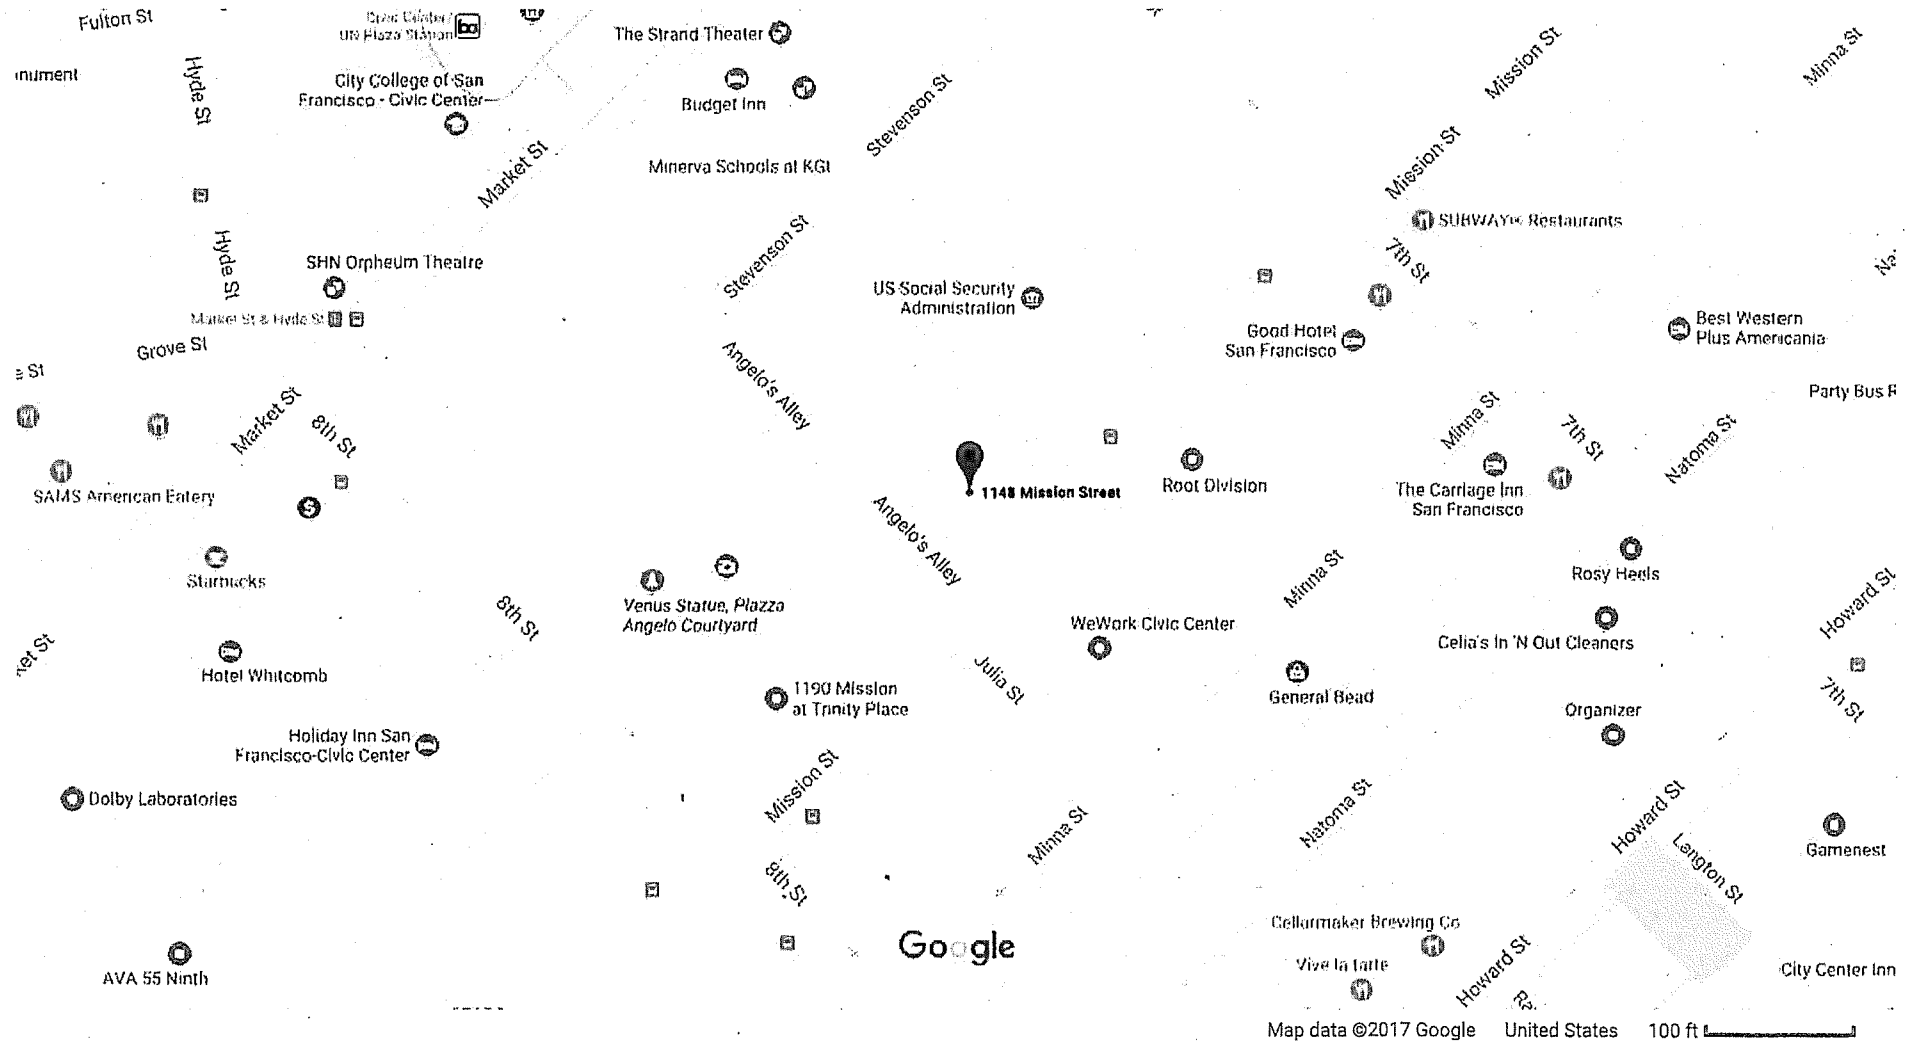 Fulton St
UN Plaza Station
The Strand Theater
Mission St
Minna St
Hyde St
City College of San
Francisco - Civic Center
Budget Inn
Stevenson St
Market St
Minerva Schools at KGI
Mission St
SUBWAY® Restaurants
Hyde St
SHN Orpheum Theatre
Stevenson St
7th St
US Social Security
Administration
Market St & Hyde St
Grove St
Good Hotel
San Francisco
Best Western
Plus Americania
Angelo's Alley
Party Bus R
Market St
8th St
Minna St
7th St
Natoma St
SAMS American Eatery
1148 Mission Street
Root Division
The Carriage Inn
San Francisco
Angelo's Alley
Starbucks
Minna St
Rosy Heels
Howard St
Venus Statue, Piazza
Angelo Courtyard
8th St
WeWork Civic Center
Celia's In 'N Out Cleaners
ket St
Hotel Whitcomb
Julia St
1190 Mission
at Trinity Place
General Bead
7th St
Organizer
Holiday Inn San
Francisco-Civic Center
Dolby Laboratories
Mission St
Minna St
Natoma St
Howard St
Langton St
Gamenest
8th St
Cellarmaker Brewing Co
Google
Vive la tarte
Howard St
AVA 55 Ninth
City Center Inn
Map data ©2017 Google United States 100 ft